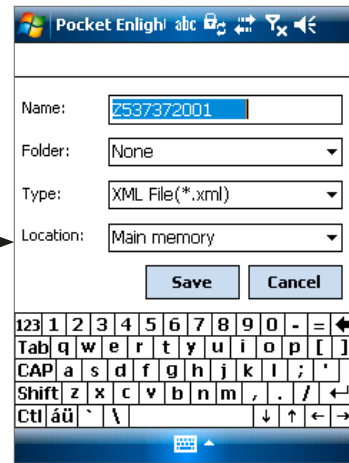 Pocket Enligh abc
Name: Z537372001
Folder: None
Type: XML File(*.xml)
Location: Main memory
Save Cancel
123 1 2 3 4 5 6 7 8 9 0 - =
Tab q w e r t y u i o p [ ]
CAP a s d f g h j k l ; '
Shift z x c v b n m , . /
Ctl áü ` \